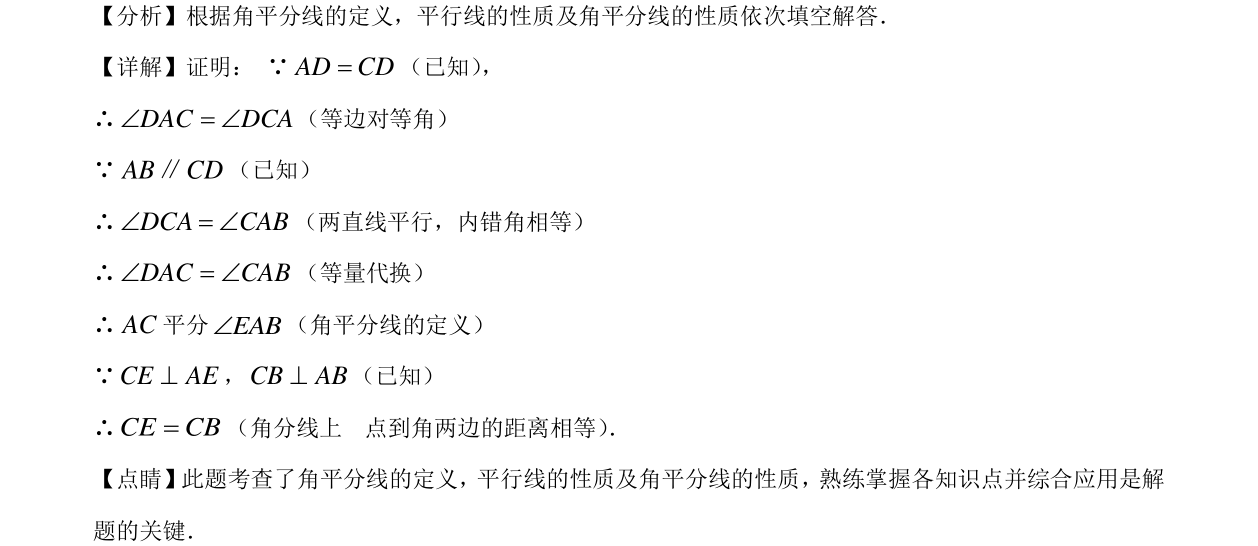 【分析】根据角平分线的定义，平行线的性质及角平分线的性质依次填空解答．
【详解】证明： ∵AD＝CD（已知），
∴∠DAC＝∠DCA（等边对等角）
∵AB∥CD（已知）
∴∠DCA＝∠CAB（两直线平行，内错角相等）
∴∠DAC＝∠CAB（等量代换）
∴AC平分∠EAB（角平分线的定义）
∵CE⊥AE，CB⊥AB（已知）
∴CE＝CB（角分线上 点到角两边的距离相等）．
【点睛】此题考查了角平分线的定义，平行线的性质及角平分线的性质，熟练掌握各知识点并综合应用是解
题的关键．